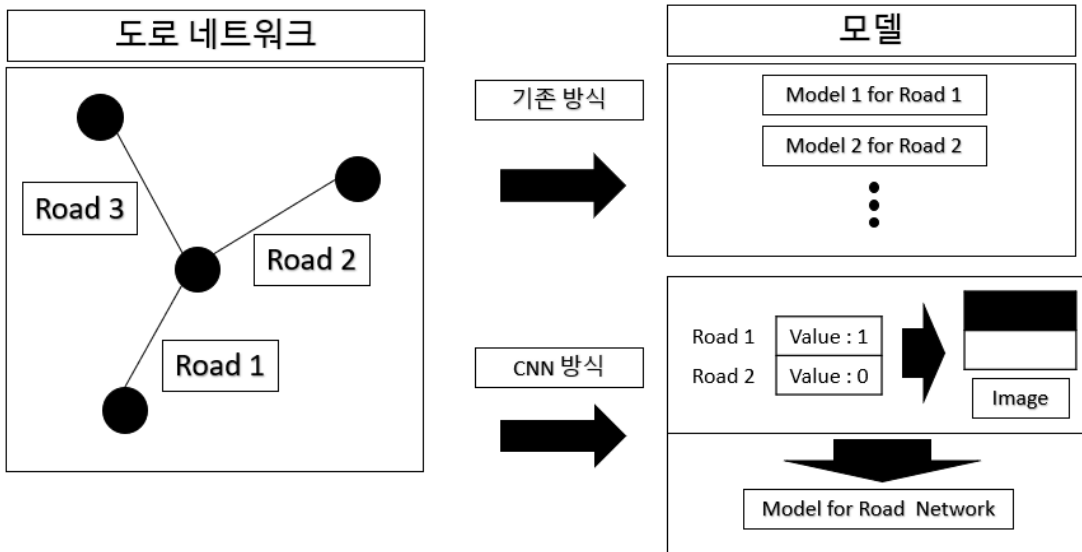 도로 네트워크
Road 3
Road 2
Road 1
기존 방식
CNN 방식
모델
Model 1 for Road 1
Model 2 for Road 2
Road 1
Value : 1
Road 2
Value : 0
Image
Model for Road Network